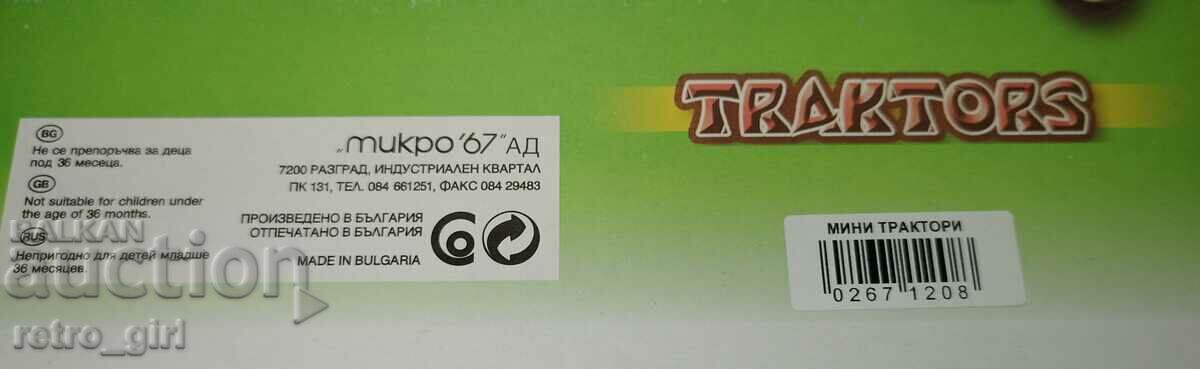 BG
Не се препоръчва за деца
под 36 месеца.
GB
Not suitable for children under
the age of 36 months.
RUS
Непригодно для детей младше
36 месяцев.
„микро '67" АД
7200 РАЗГРАД, ИНДУСТРИАЛЕН КВАРТАЛ
ПК 131, ТЕЛ. 084 661251, ФАКС 084 29483
ПРОИЗВЕДЕНО В БЪЛГАРИЯ
ОТПЕЧАТАНО В БЪЛГАРИЯ
MADE IN BULGARIA
TRAKTORS
МИНИ ТРАКТОРИ
0267 1208
BALKAN
auction
retro_girl